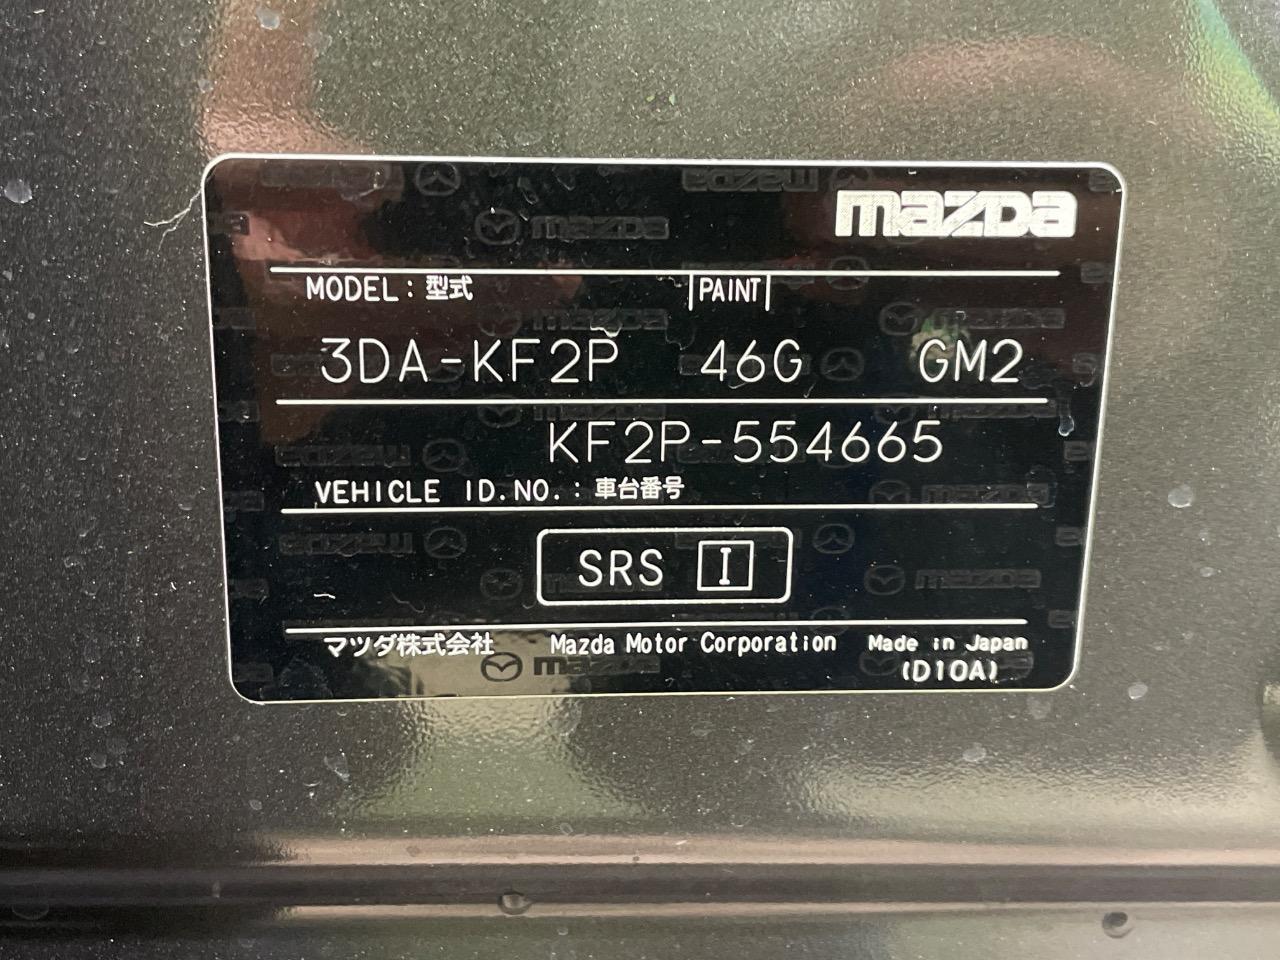 mazda
MODEL : 型式 PAINT
3DA-KF2P 46G GM2
KF2P-554665
VEHICLE ID.NO. : 車台番号
SRS I
マツダ株式会社 Mazda Motor Corporation Made in Japan
(D10A)